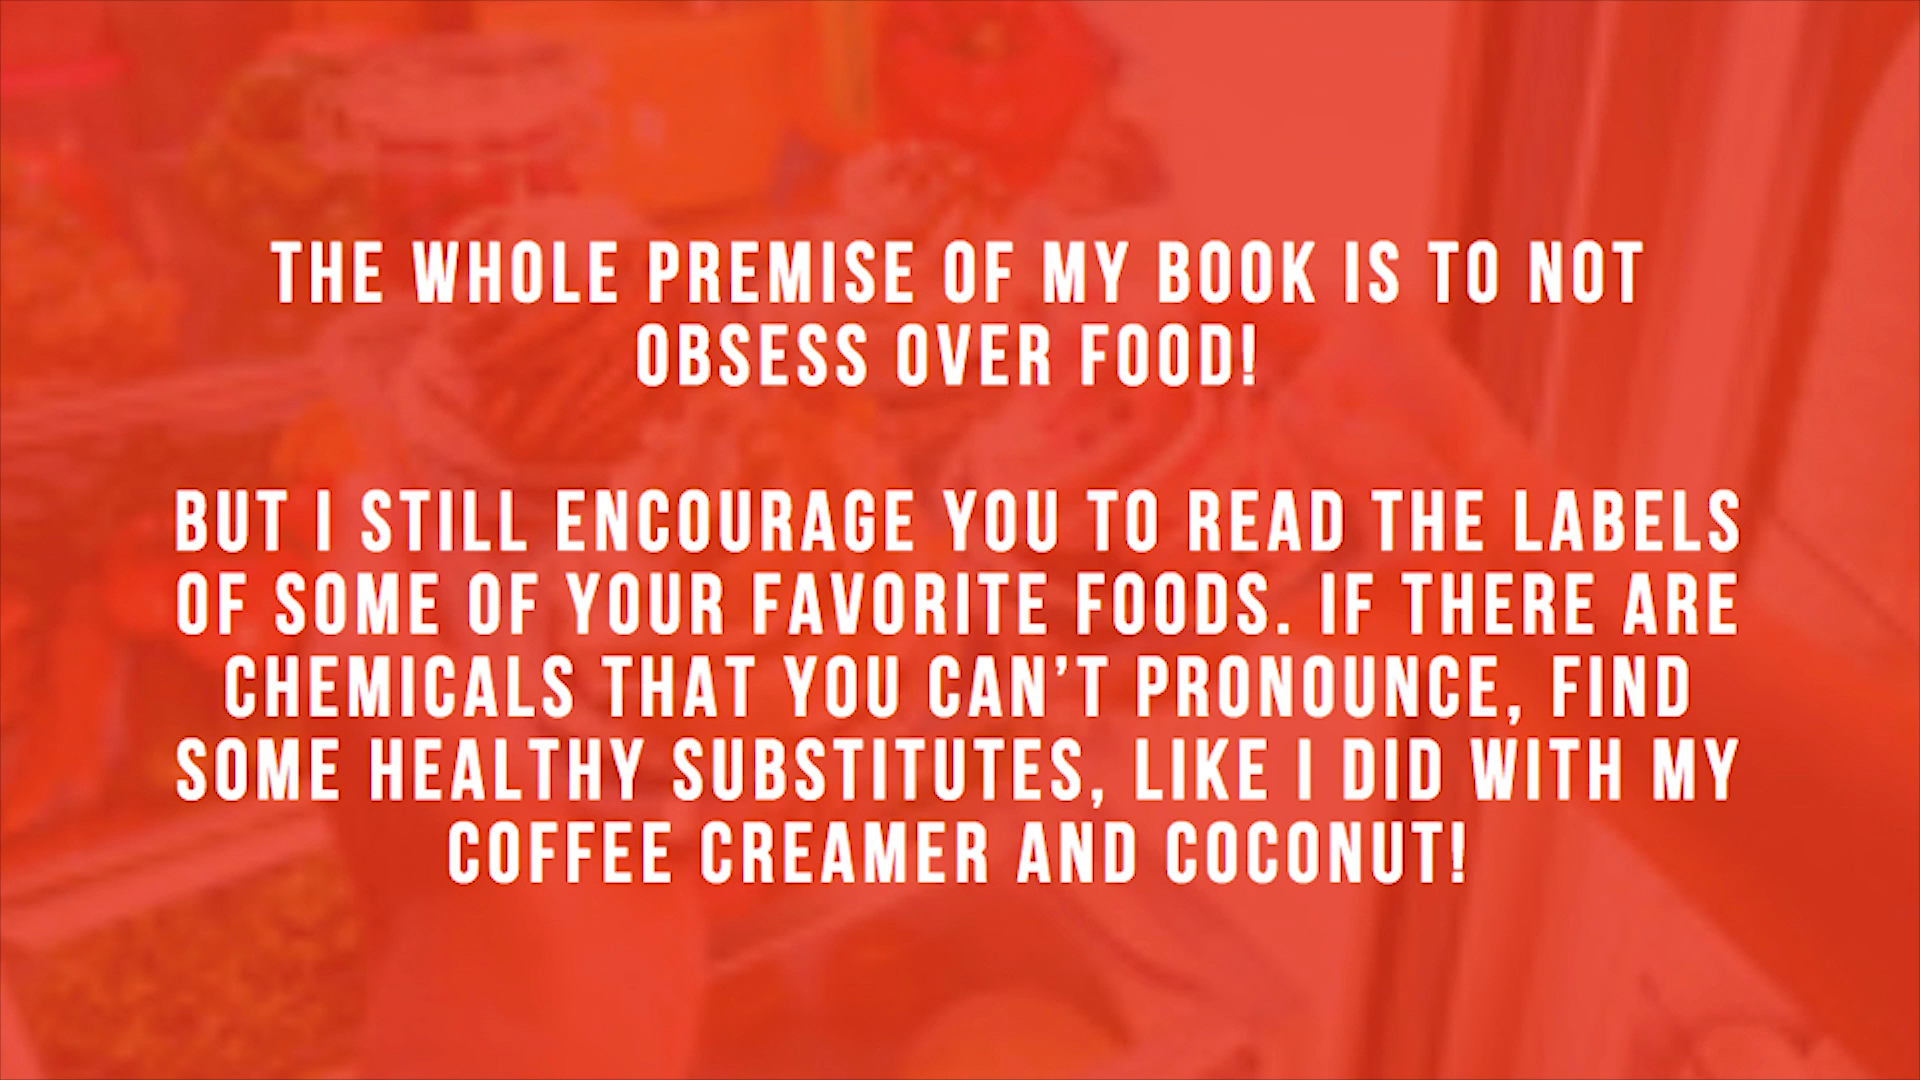 THE WHOLE PREMISE OF MY BOOK IS TO NOT
OBSESS OVER FOOD!
BUT I STILL ENCOURAGE YOU TO READ THE LABELS
OF SOME OF YOUR FAVORITE FOODS. IF THERE ARE
CHEMICALS THAT YOU CAN’T PRONOUNCE, FIND
SOME HEALTHY SUBSTITUTES, LIKE I DID WITH MY
COFFEE CREAMER AND COCONUT!